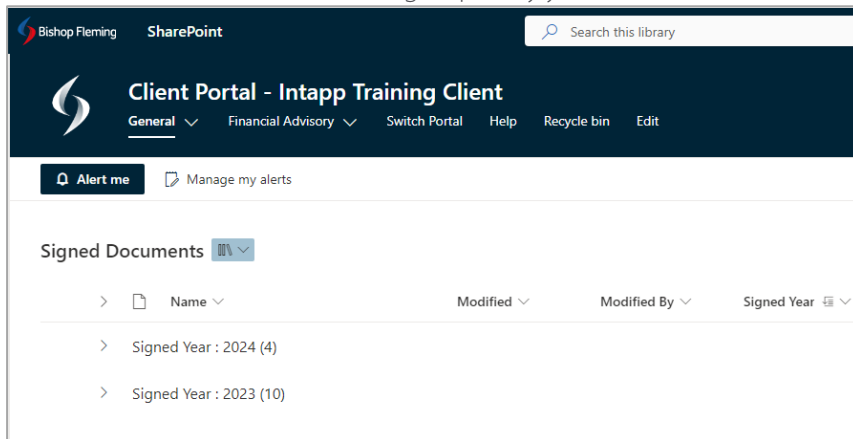 Bishop Fleming SharePoint Search this library
Client Portal - Intapp Training Client
General Financial Advisory Switch Portal Help Recycle bin Edit
Alert me Manage my alerts
Signed Documents
Name Modified Modified By Signed Year
Signed Year : 2024 (4)
Signed Year : 2023 (10)